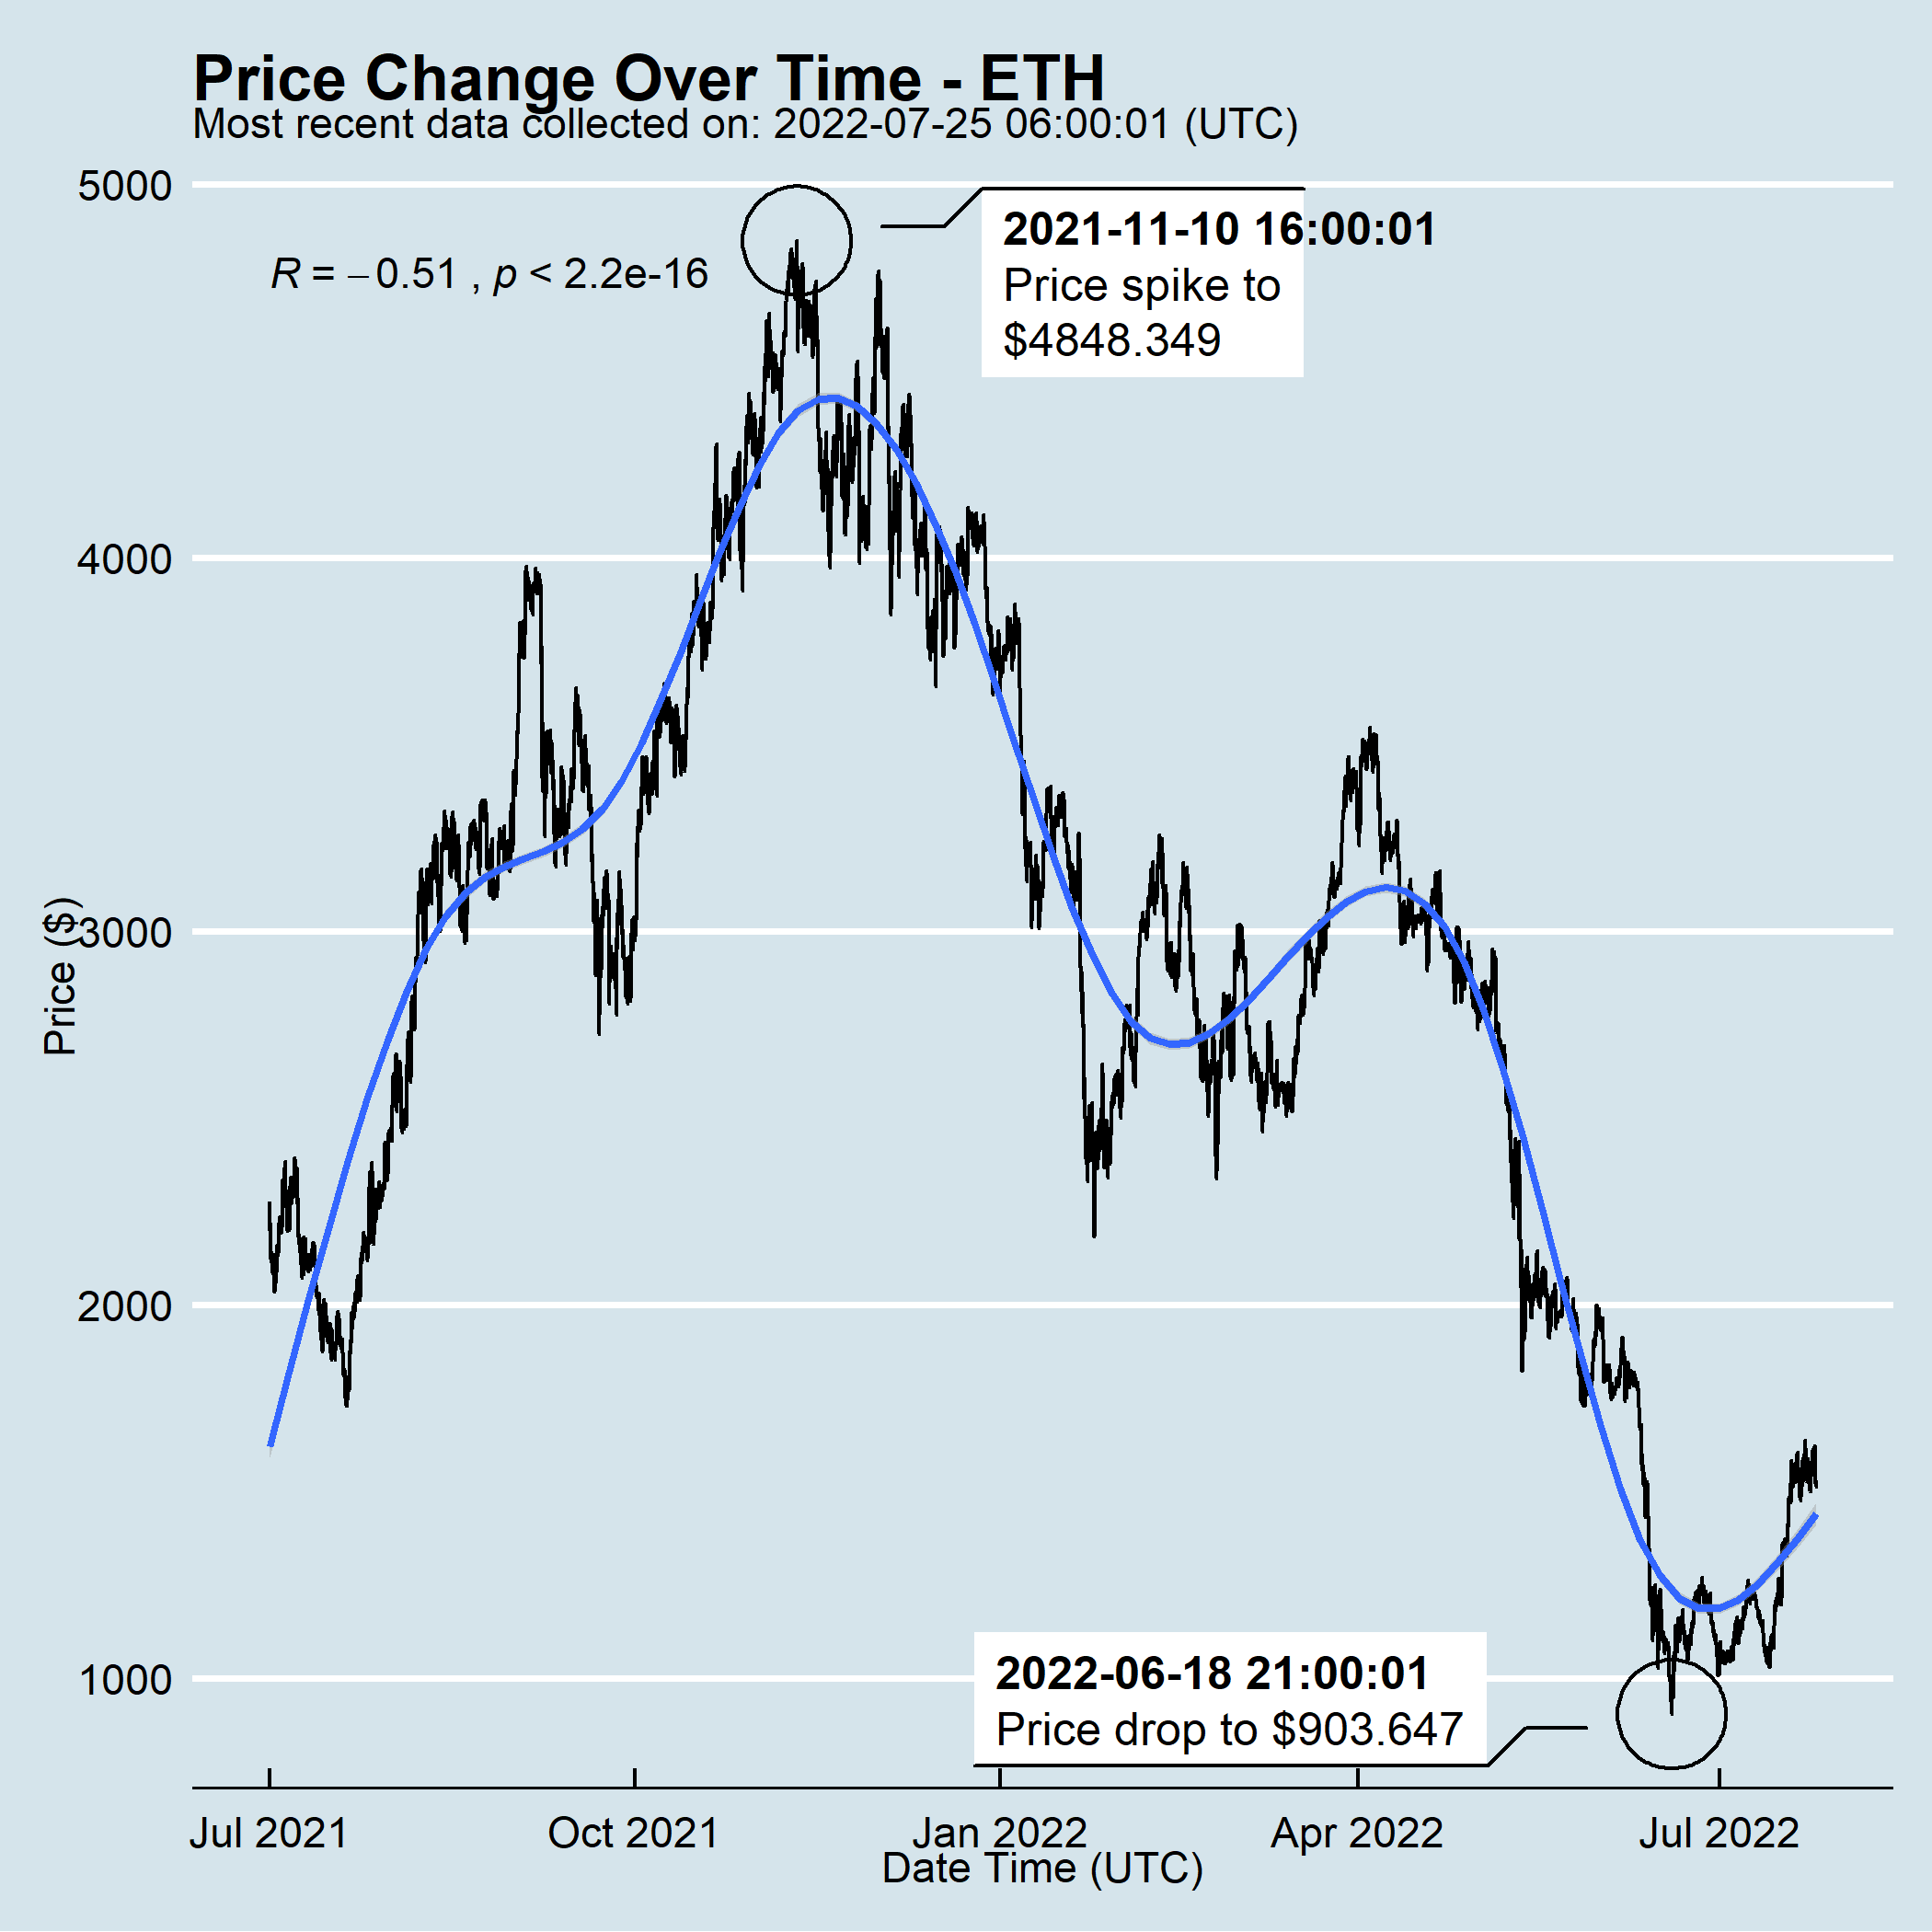 Price Change Over Time - ETH
Most recent data collected on: 2022-07-25 06:00:01 (UTC)
5000
2021-11-10 16:00:01
Price spike to
$4848.349
R = −0.51 , p < 2.2e-16
4000
3000
Price ($)
2000
1000
2022-06-18 21:00:01
Price drop to $903.647
Jul 2021
Oct 2021
Jan 2022
Apr 2022
Jul 2022
Date Time (UTC)